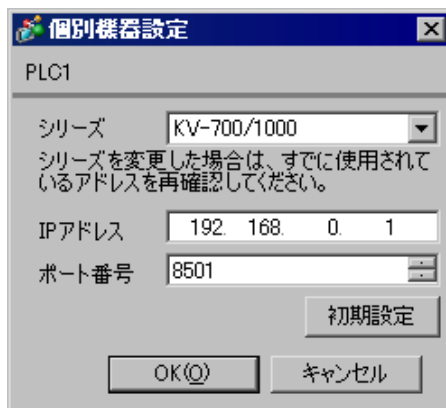 個別機器設定
PLC1
シリーズ KV-700/1000
シリーズを変更した場合は、すでに使用されて
いるアドレスを再確認してください。
IPアドレス 192. 168. 0. 1
ポート番号 8501
初期設定
OK(O) キャンセル